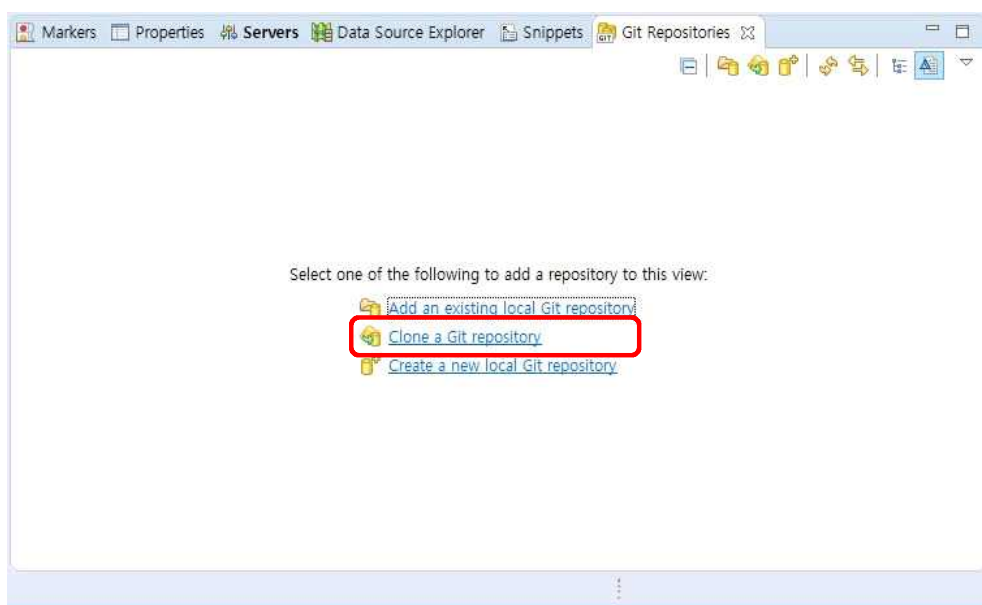 Markers Properties Servers Data Source Explorer Snippets Git Repositories
Select one of the following to add a repository to this view:
Add an existing local Git repository
Clone a Git repository
Create a new local Git repository